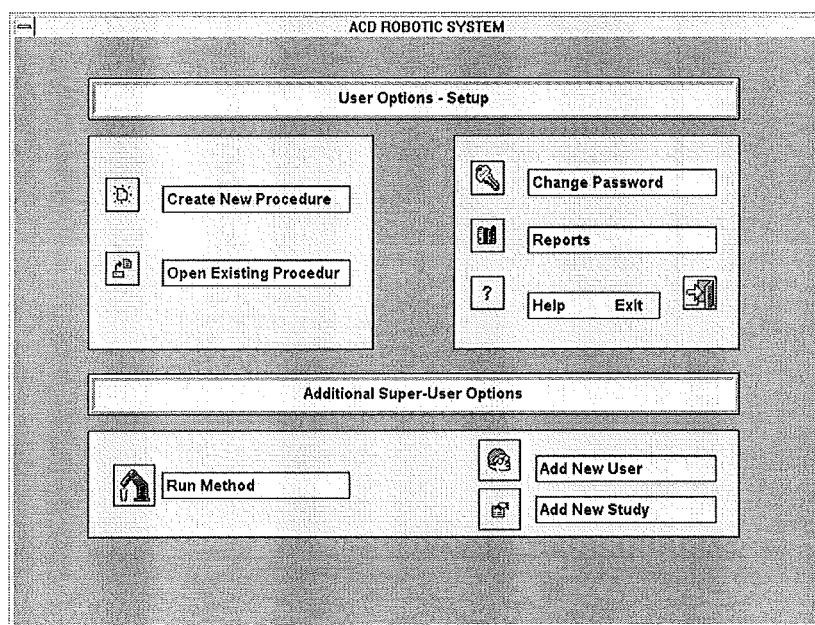 ACD ROBOTIC SYSTEM
User Options - Setup
Create New Procedure
Open Existing Procedur
Change Password
Reports
?
Help Exit
Additional Super-User Options
Run Method
Add New User
Add New Study